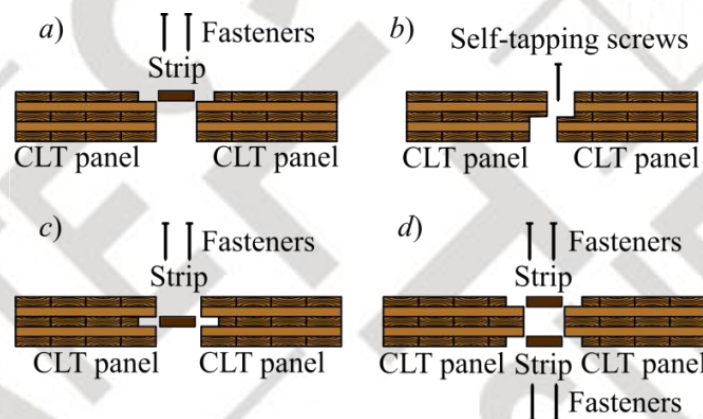 a)
Fasteners
Strip
CLT panel CLT panel
b)
Self-tapping screws
CLT panel CLT panel
c)
Fasteners
Strip
CLT panel CLT panel
d)
Fasteners
Strip
CLT panel Strip CLT panel
Fasteners